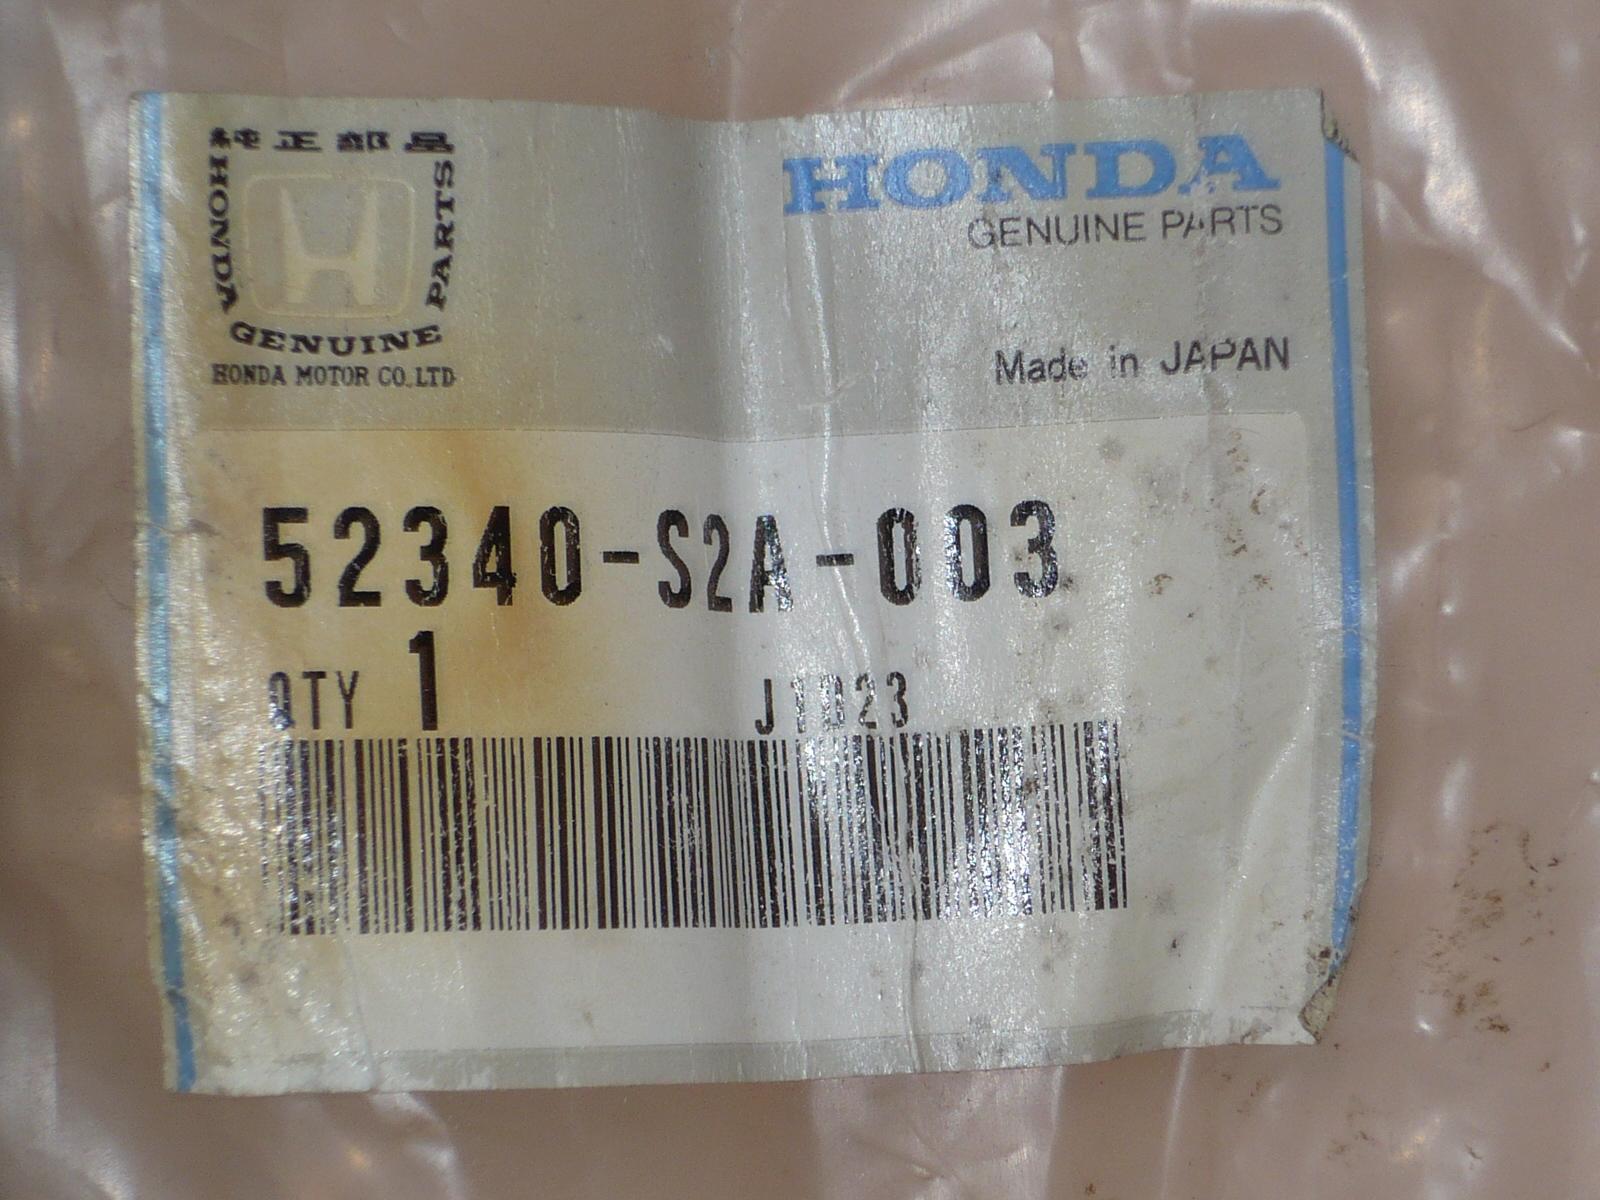 純正部品
HONDA
GENUINE
PARTS
HONDA MOTOR CO.,LTD
HONDA
GENUINE PARTS
Made in JAPAN
52340-S2A-003
QTY 1 J1023